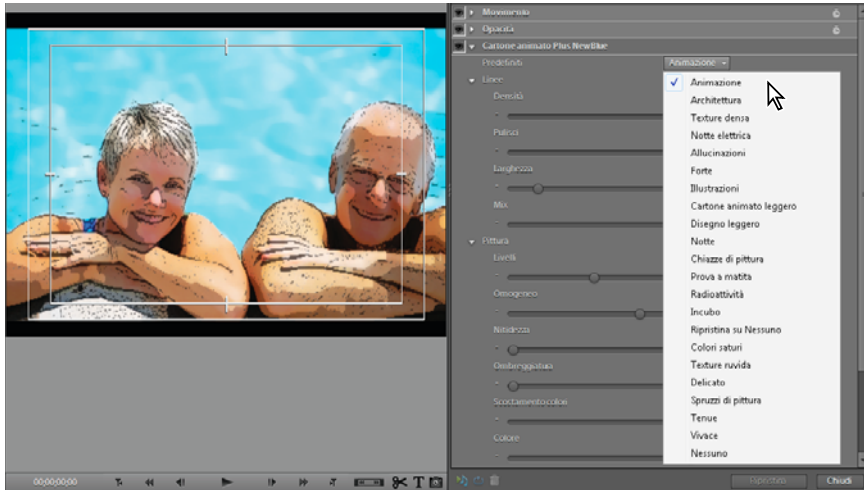 Movimento
Opacità
Cartone animato Plus NewBlue
Predefiniti Animazione
Linee
Densità
Pulisci
Larghezza
Mix
Pittura
Livelli
Omogeneo
Nitidezza
Ombreggiatura
Scostamento colori
Colore
Animazione
Architettura
Texture densa
Notte elettrica
Allucinazioni
Forte
Illustrazioni
Cartone animato leggero
Disegno leggero
Notte
Chiazze di pittura
Prova a matita
Radioattività
Incubo
Ripristina su Nessuno
Colori saturi
Texture ruvida
Delicato
Spruzzi di pittura
Tenue
Vivace
Nessuno
00;00;00;00
T
Ripristina Chiudi